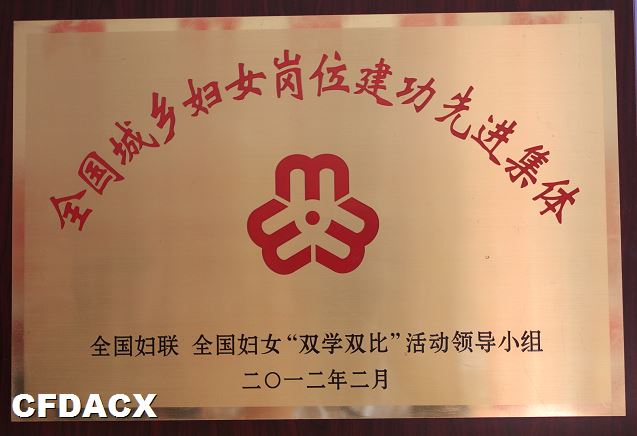 全国城乡妇女岗位建功先进集体
全国妇联 全国妇女“双学双比”活动领导小组
二〇一二年二月
CFDACX